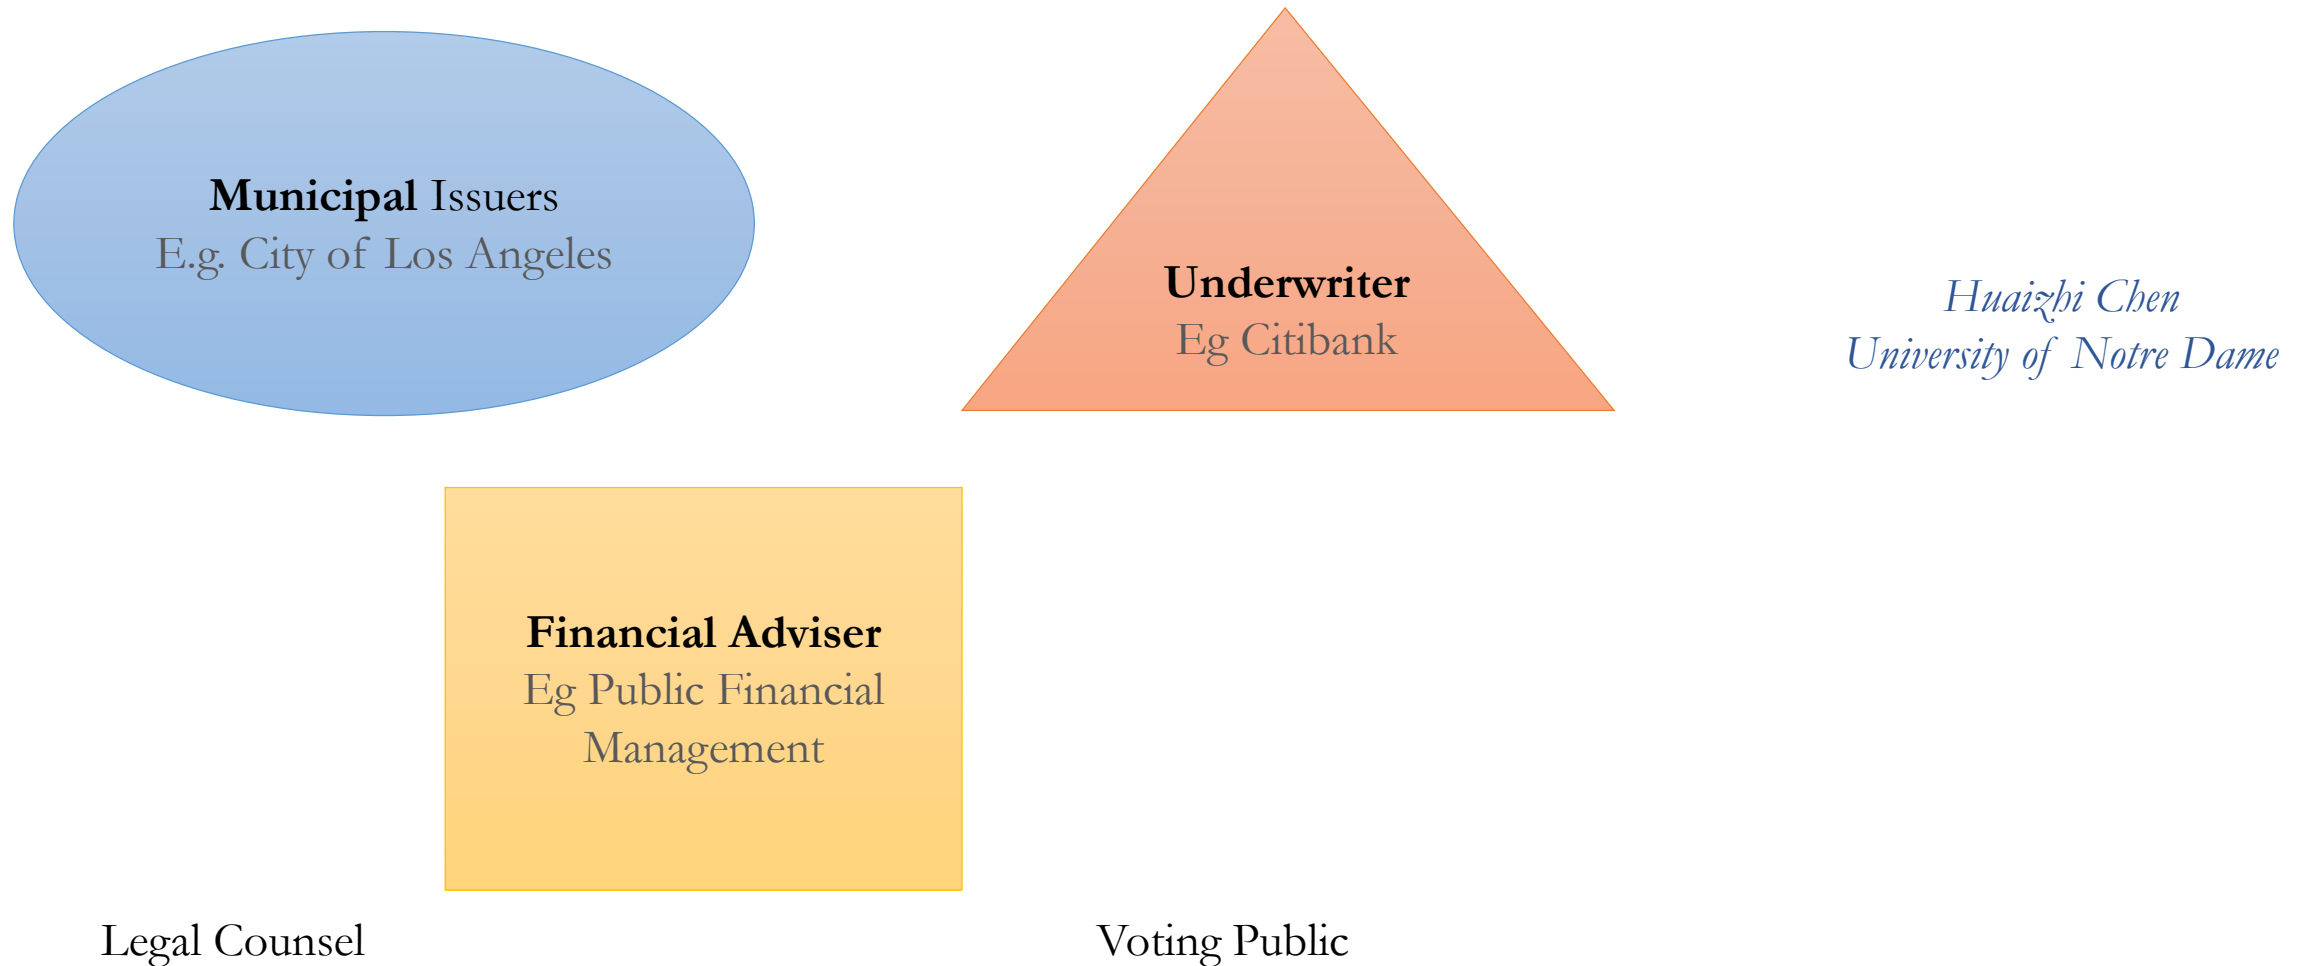 Municipal Issuers
E.g. City of Los Angeles
Underwriter
Eg Citibank
Huaizhi Chen
University of Notre Dame
Financial Adviser
Eg Public Financial
Management
Legal Counsel
Voting Public